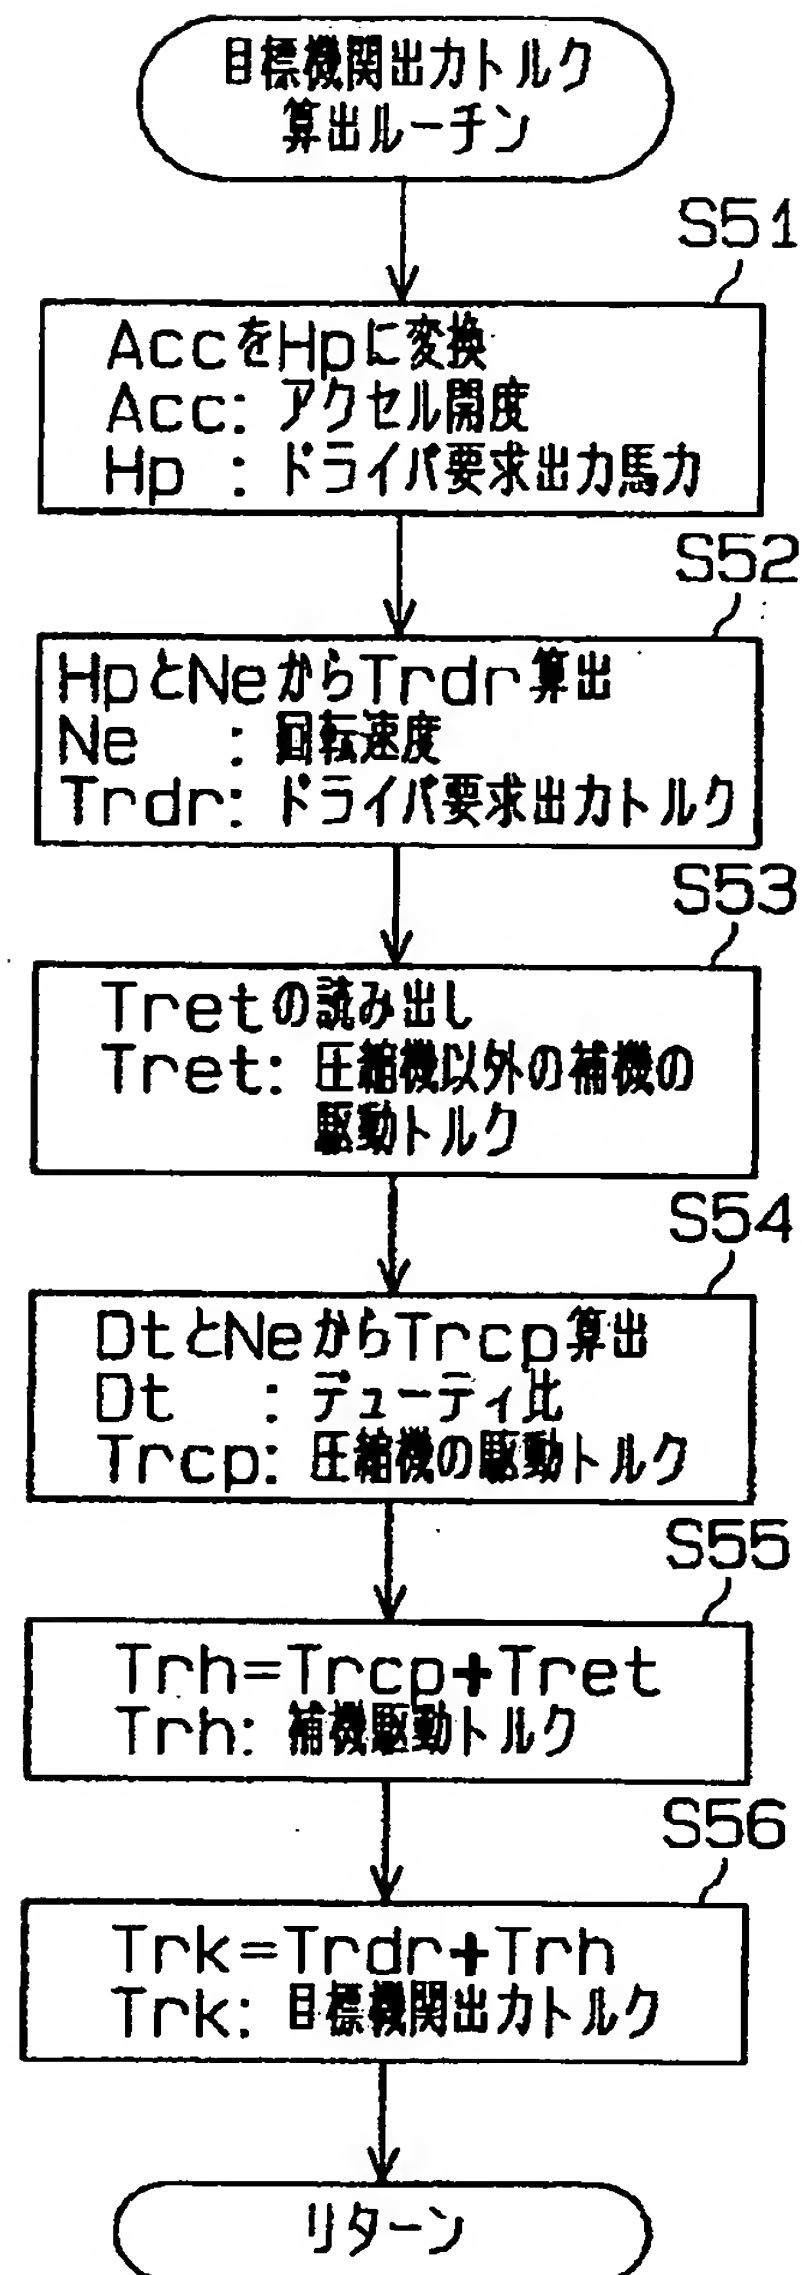 目標機関出力トルク
算出ルーチン
S51
AccをHpに変換
Acc: アクセル開度
Hp : ドライバ要求出力馬力
S52
HpとNeからTrdr算出
Ne : 回転速度
Trdr: ドライバ要求出力トルク
S53
Tretの読み出し
Tret: 圧縮機以外の補機の
駆動トルク
S54
DtとNeからTrcp算出
Dt : デューティ比
Trcp: 圧縮機の駆動トルク
S55
Trh=Trcp+Tret
Trh: 補機駆動トルク
S56
Trk=Trdr+Trh
Trk: 目標機関出力トルク
リターン